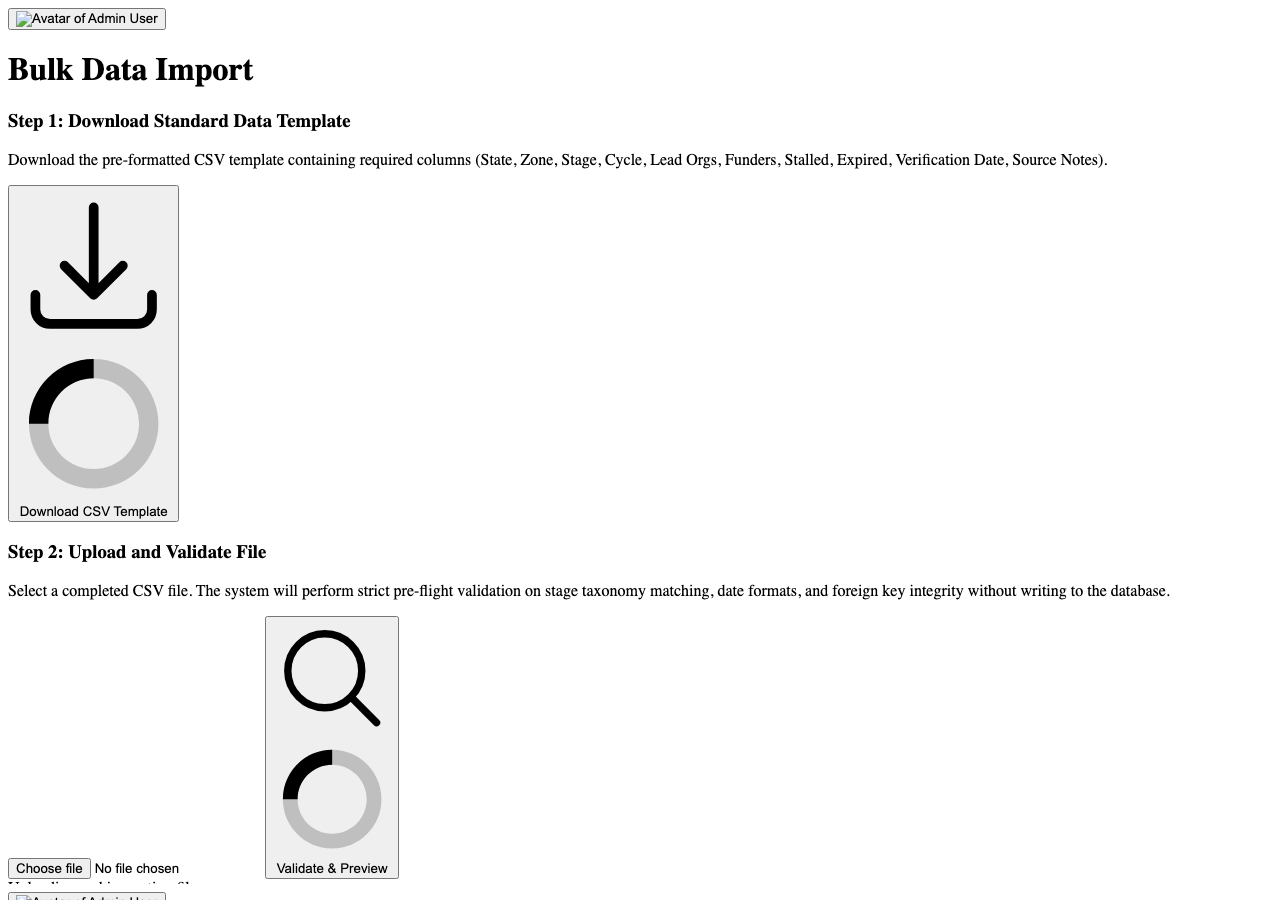 Avatar of Admin User
Bulk Data Import
Step 1: Download Standard Data Template
Download the pre-formatted CSV template containing required columns (State, Zone, Stage, Cycle, Lead Orgs, Funders, Stalled, Expired, Verification Date, Source Notes).
Download CSV Template
Step 2: Upload and Validate File
Select a completed CSV file. The system will perform strict pre-flight validation on stage taxonomy matching, date formats, and foreign key integrity without writing to the database.
Choose file No file chosen
Validate & Preview
Avatar of Admin User